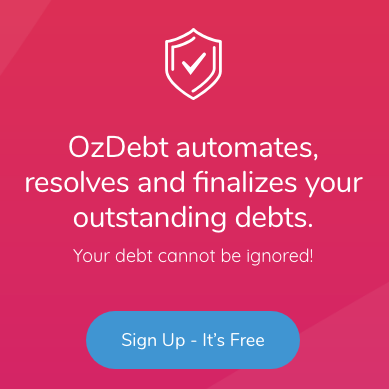 OzDebt automates,
resolves and finalizes your
outstanding debts.
Your debt cannot be ignored!
Sign Up - It's Free